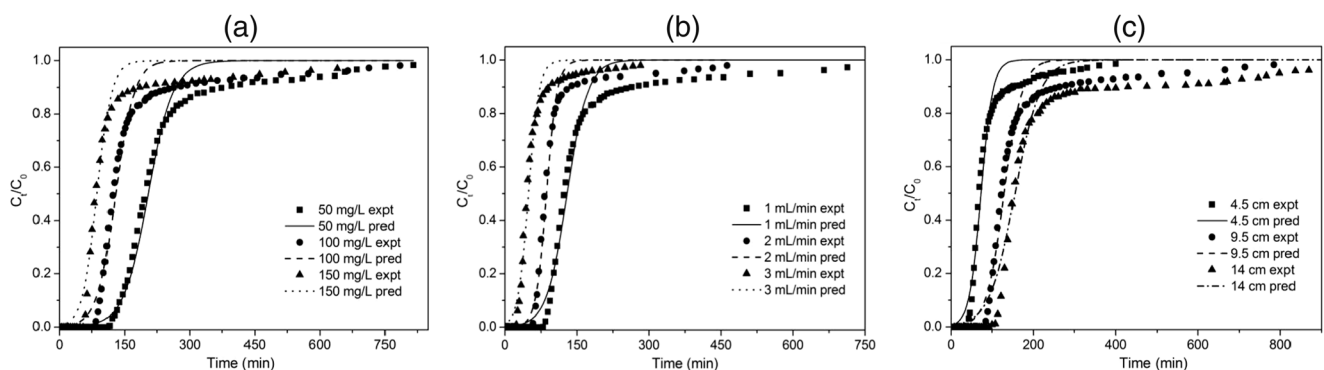 (a)
1.0
0.8
0.6
0.4
0.2
0.0
Cₜ/C₀
50 mg/L expt
50 mg/L pred
100 mg/L expt
100 mg/L pred
150 mg/L expt
150 mg/L pred
0 150 300 450 600 750
Time (min)
(b)
1.0
0.8
0.6
0.4
0.2
0.0
Cₜ/C₀
1 mL/min expt
1 mL/min pred
2 mL/min expt
2 mL/min pred
3 mL/min expt
3 mL/min pred
0 150 300 450 600 750
Time (min)
(c)
1.0
0.8
0.6
0.4
0.2
0.0
Cₜ/C₀
4.5 cm expt
4.5 cm pred
9.5 cm expt
9.5 cm pred
14 cm expt
14 cm pred
0 200 400 600 800
Time (min)